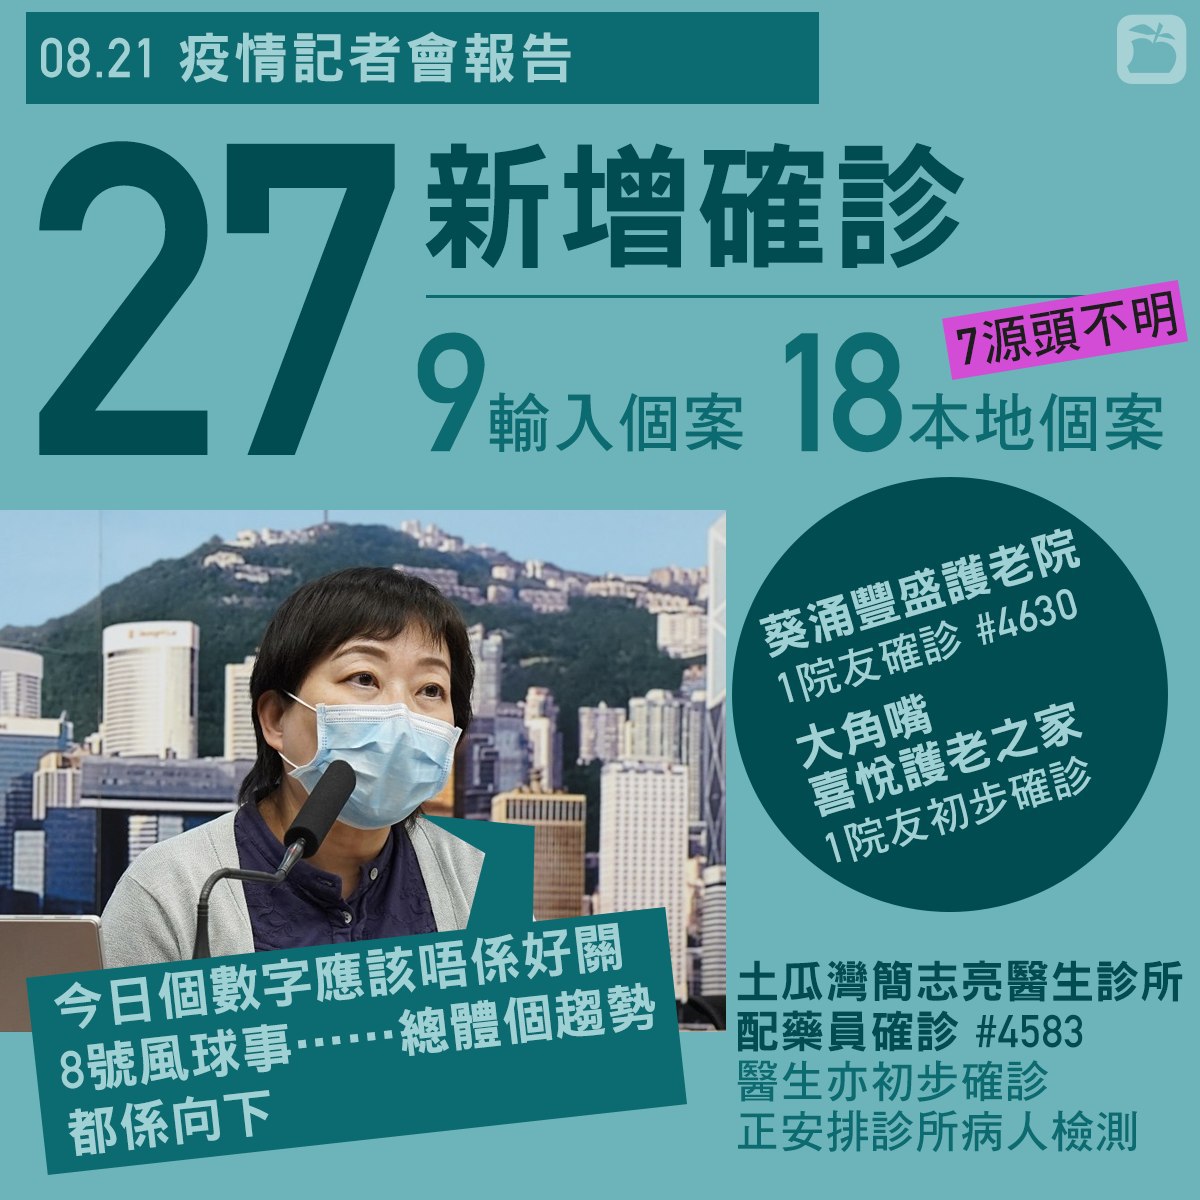 08.21 疫情記者會報告
27
新增確診
7源頭不明
9輸入個案 18本地個案
葵涌豐盛護老院
1院友確診 #4630
大角嘴
喜悅護老之家
1院友初步確診
今日個數字應該唔係好關
8號風球事⋯⋯總體個趨勢
都係向下
土瓜灣簡志亮醫生診所
配藥員確診 #4583
醫生亦初步確診
正安排診所病人檢測